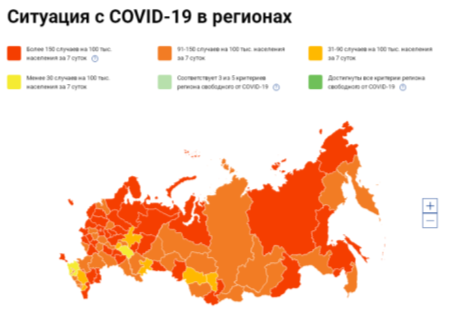 Ситуация с COVID-19 в регионах
Более 150 случаев на 100 тыс.
населения за 7 суток
91-150 случаев на 100 тыс. населения
за 7 суток
31-90 случаев на 100 тыс. населения
за 7 суток
Менее 30 случаев на 100 тыс.
населения за 7 суток
Соответствует 3 из 5 критериев
региона свободного от COVID-19
Достигнуты все критерии региона
свободного от COVID-19
+
−